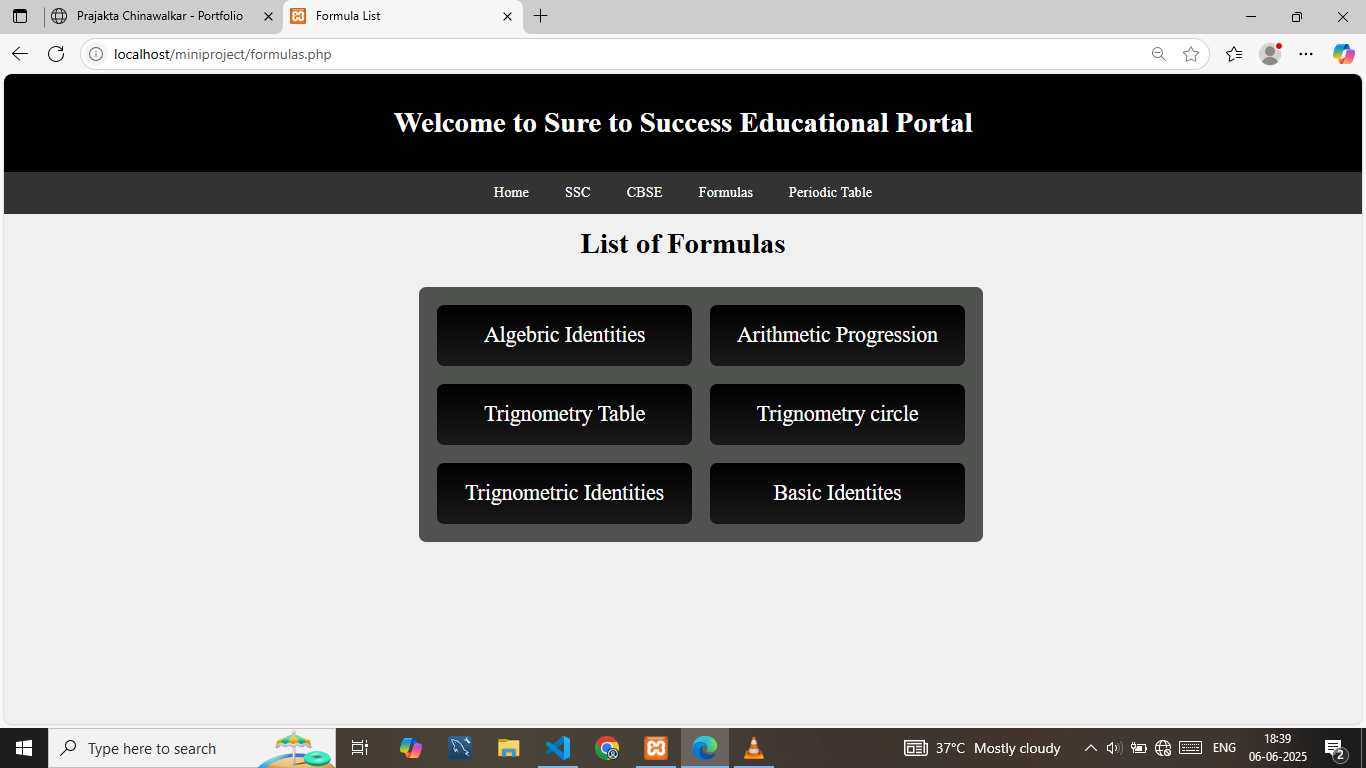 Prajakta Chinawalkar - Portfolio
Formula List
localhost/miniproject/formulas.php
Welcome to Sure to Success Educational Portal
Home SSC CBSE Formulas Periodic Table
List of Formulas
Algebric Identities Arithmetic Progression
Trignometry Table Trignometry circle
Trignometric Identities Basic Identites
Type here to search
37°C Mostly cloudy
ENG
18:39
06-06-2025
2